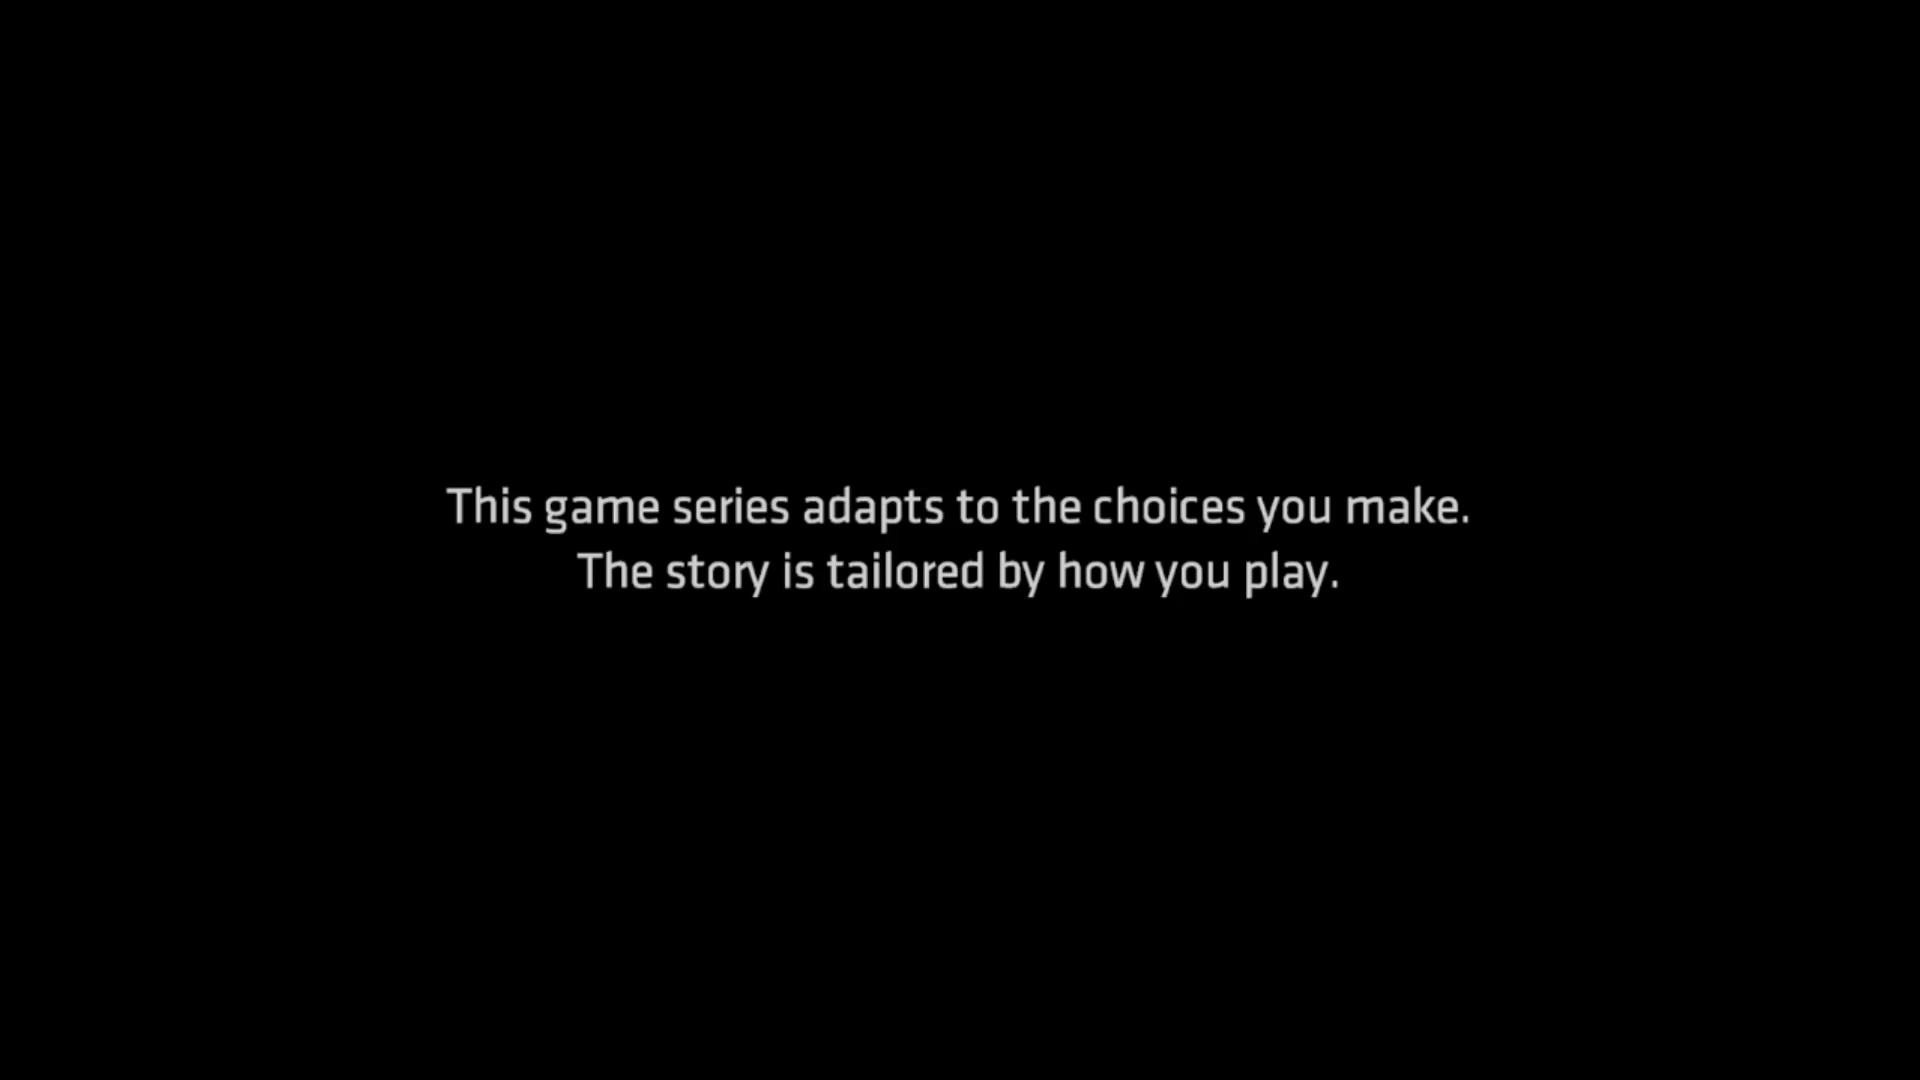 This game series adapts to the choices you make.
The story is tailored by how you play.